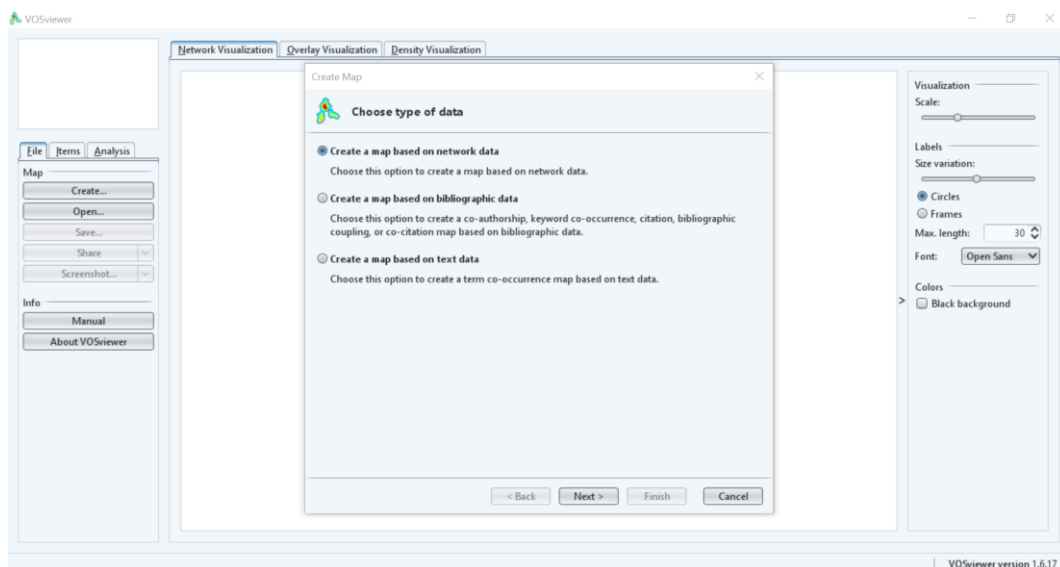 VOSviewer
Network Visualization Overlay Visualization Density Visualization
File Items Analysis
Map
Create...
Open...
Save...
Share
Screenshot...
Info
Manual
About VOSviewer
Create Map
Choose type of data
Create a map based on network data
Choose this option to create a map based on network data.
Create a map based on bibliographic data
Choose this option to create a co-authorship, keyword co-occurrence, citation, bibliographic
coupling, or co-citation map based on bibliographic data.
Create a map based on text data
Choose this option to create a term co-occurrence map based on text data.
< Back Next > Finish Cancel
>
Visualization
Scale:
Labels
Size variation:
Circles
Frames
Max. length: 30
Font: Open Sans
Colors
Black background
VOSviewer version 1.6.17